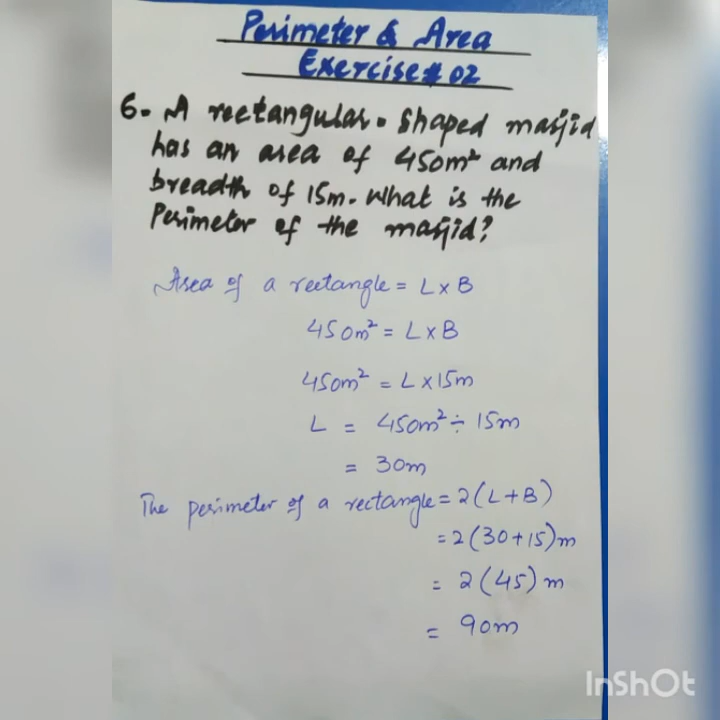 Perimeter & Area
Exercise# 02
6. A rectangular. Shaped masjid
has an area of 450m² and
breadth of 15m. What is the
Perimeter of the masjid?
Area of a rectangle = L x B
450m² = L x B
450m² = L x 15m
L = 450m² ÷ 15m
= 30m
The perimeter of a rectangle = 2(L+B)
= 2(30+15)m
= 2(45)m
= 90m
InShOt